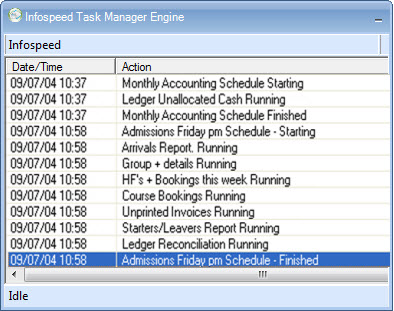 Infospeed Task Manager Engine
Infospeed
Date/Time Action
09/07/04 10:37 Monthly Accounting Schedule Starting
09/07/04 10:37 Ledger Unallocated Cash Running
09/07/04 10:37 Monthly Accounting Schedule Finished
09/07/04 10:58 Admissions Friday pm Schedule - Starting
09/07/04 10:58 Arrivals Report. Running
09/07/04 10:58 Group + details Running
09/07/04 10:58 HF's + Bookings this week Running
09/07/04 10:58 Course Bookings Running
09/07/04 10:58 Unprinted Invoices Running
09/07/04 10:58 Starters/Leavers Report Running
09/07/04 10:58 Ledger Reconciliation Running
09/07/04 10:58 Admissions Friday pm Schedule - Finished
Idle